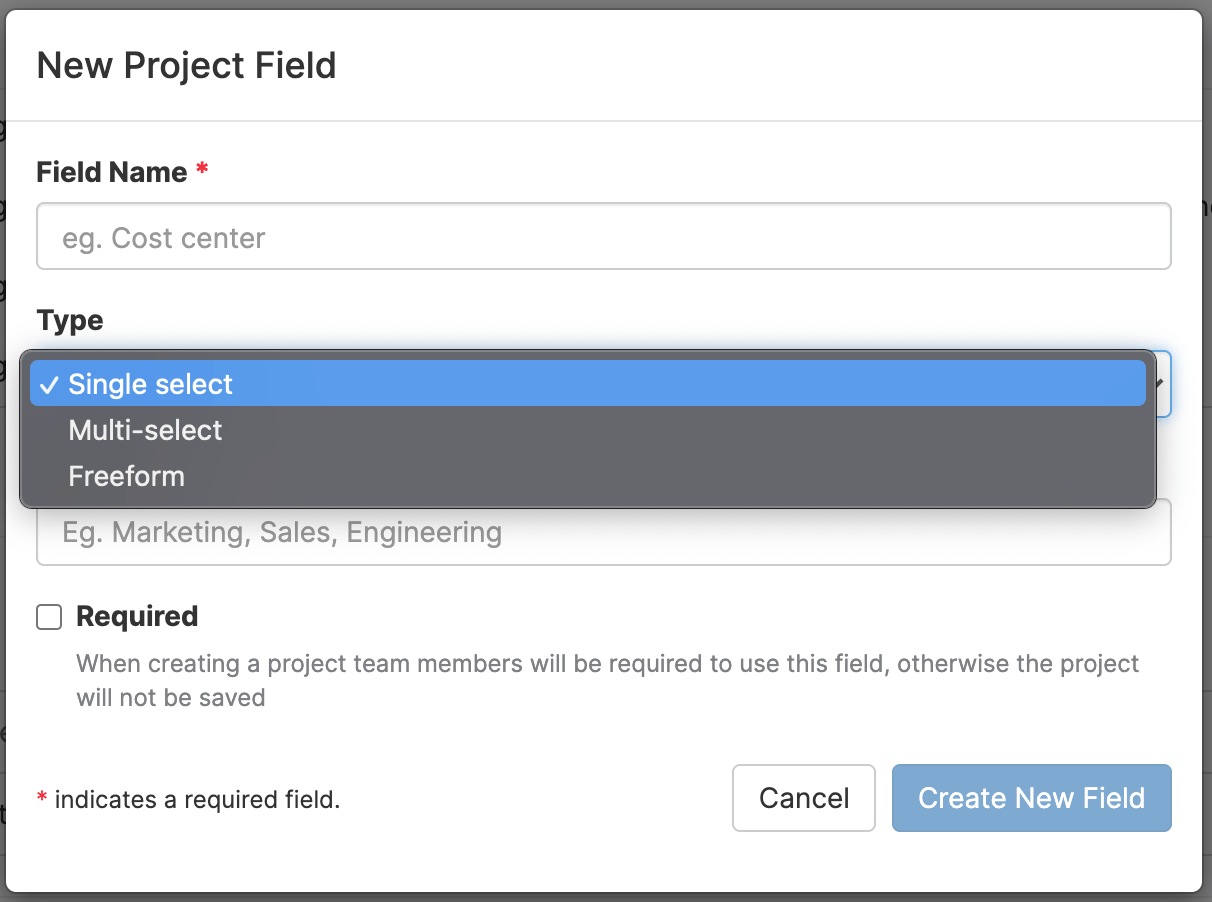 New Project Field
Field Name *
eg. Cost center
Type
✓ Single select
Multi-select
Freeform
Eg. Marketing, Sales, Engineering
Required
When creating a project team members will be required to use this field, otherwise the project
will not be saved
* indicates a required field.
Cancel
Create New Field